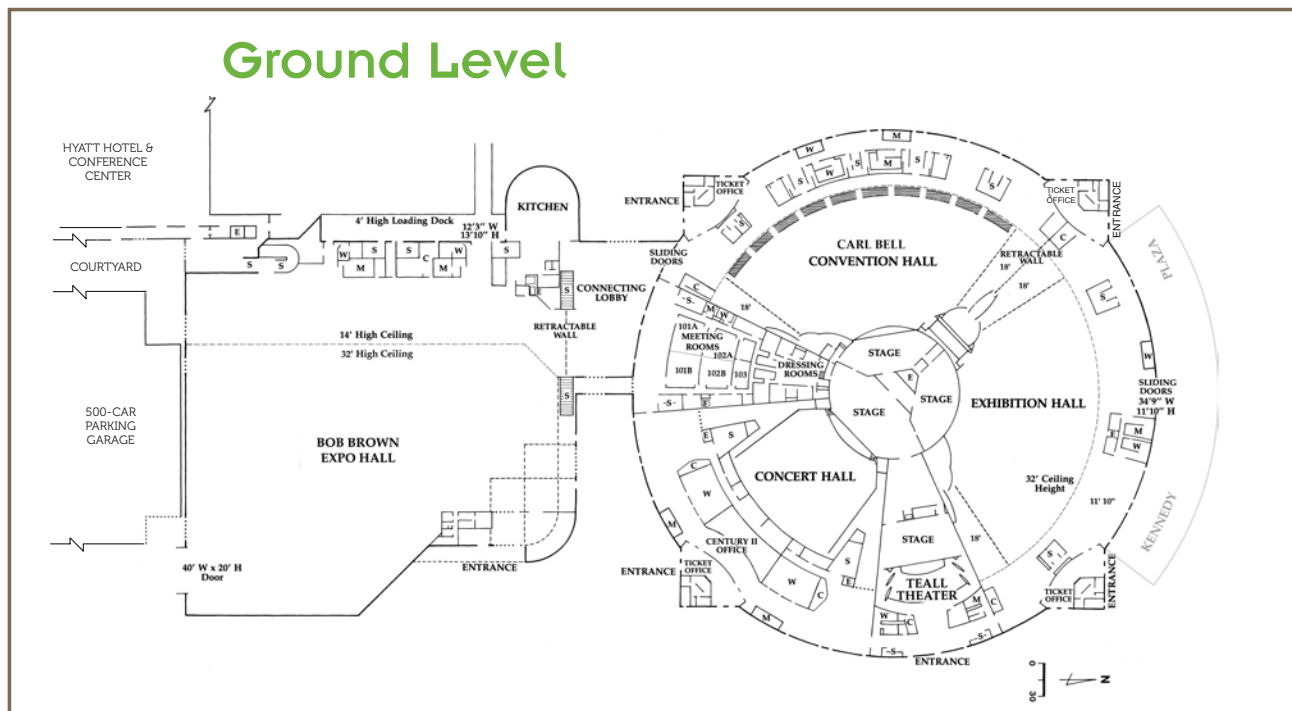 Ground Level
HYATT HOTEL &
CONFERENCE
CENTER
COURTYARD
500-CAR
PARKING
GARAGE
E
S
S
4' High Loading Dock
12'3" W
13'10" H
KITCHEN
W
M
S
S
C
M
W
S
S
CONNECTING
LOBBY
RETRACTABLE
WALL
14' High Ceiling
32' High Ceiling
S
BOB BROWN
EXPO HALL
40' W x 20' H
Door
ENTRANCE
ENTRANCE
TICKET
OFFICE
SLIDING
DOORS
S
M
W
S
W
S
M
S
S
TICKET
OFFICE
ENTRANCE
C
CARL BELL
CONVENTION HALL
RETRACTABLE
WALL
18'
18'
18'
PLAZA
KENNEDY
S
W
C
-S-
M
W
101A
MEETING
ROOMS
102A
101B
102B
103
DRESSING
ROOMS
-S-
E
STAGE
E
STAGE
STAGE
EXHIBITION HALL
SLIDING
DOORS
34'9" W
11'10" H
E
M
W
32' Ceiling
Height
11' 10"
E
S
C
W
CONCERT HALL
M
CENTURY II
OFFICE
W
C
S
E
M
ENTRANCE
TICKET
OFFICE
STAGE
18'
TEALL
THEATER
W
C
M
C
-S-
-S-
ENTRANCE
S
TICKET
OFFICE
ENTRANCE
0
30
N